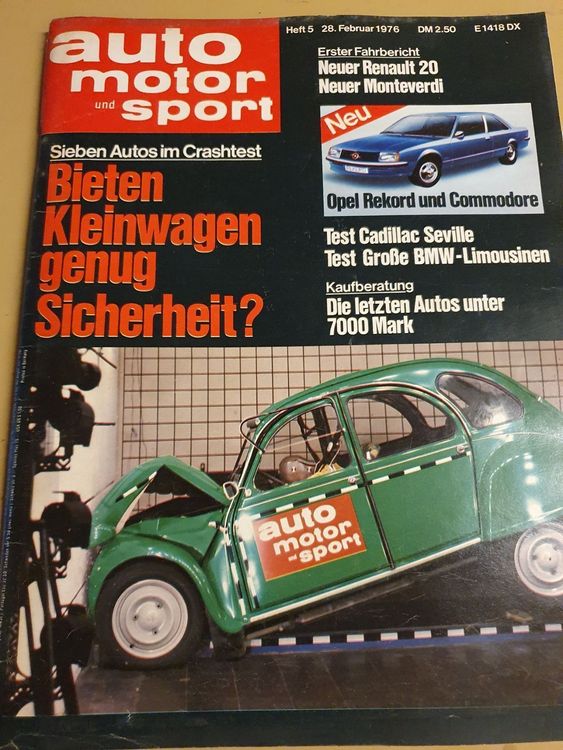 auto
motor
und sport
Heft 5 28. Februar 1976 DM 2.50 E 1418 DX
Erster Fahrbericht
Neuer Renault 20
Neuer Monteverdi
Neu
Opel Rekord und Commodore
Sieben Autos im Crashtest
Bieten
Kleinwagen
genug
Sicherheit?
Test Cadillac Seville
Test Große BMW-Limousinen
Kaufberatung
Die letzten Autos unter
7000 Mark
auto
motor
und sport